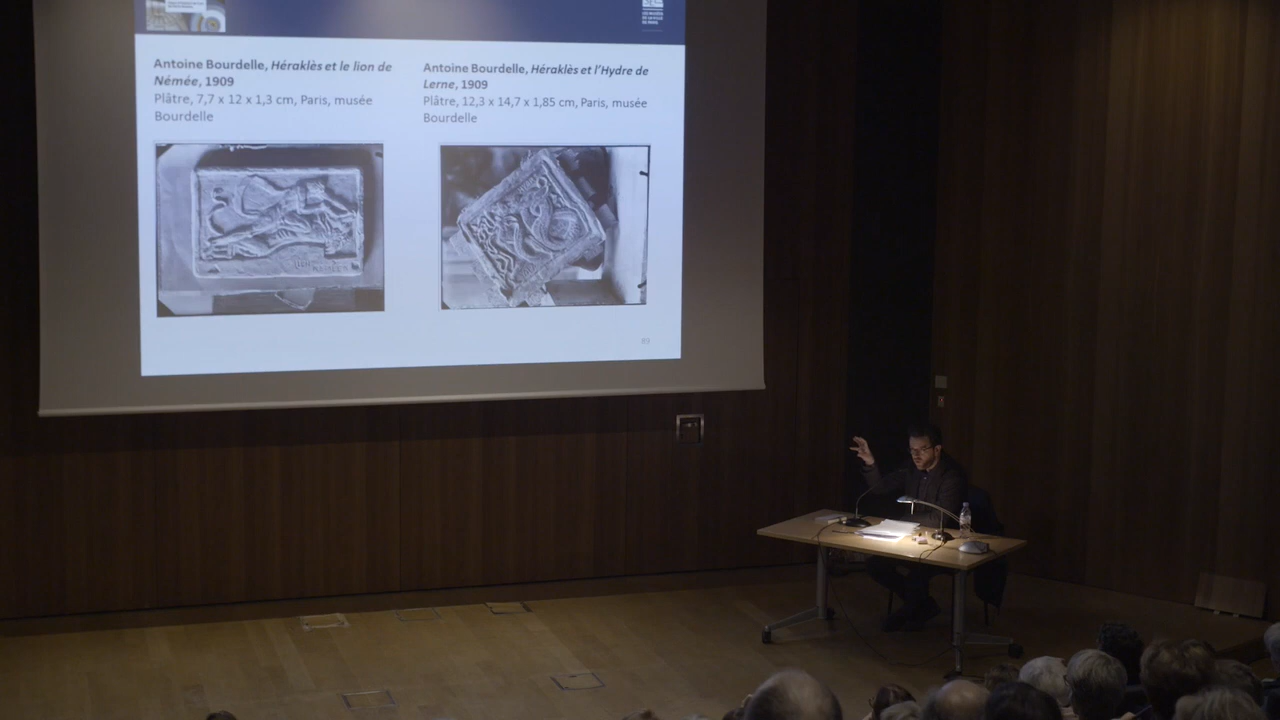 Antoine Bourdelle, Héraklès et le lion de
Némée, 1909
Plâtre, 7,7 x 12 x 1,3 cm, Paris, musée
Bourdelle
Antoine Bourdelle, Héraklès et l'Hydre de
Lerne, 1909
Plâtre, 12,3 x 14,7 x 1,85 cm, Paris, musée
Bourdelle